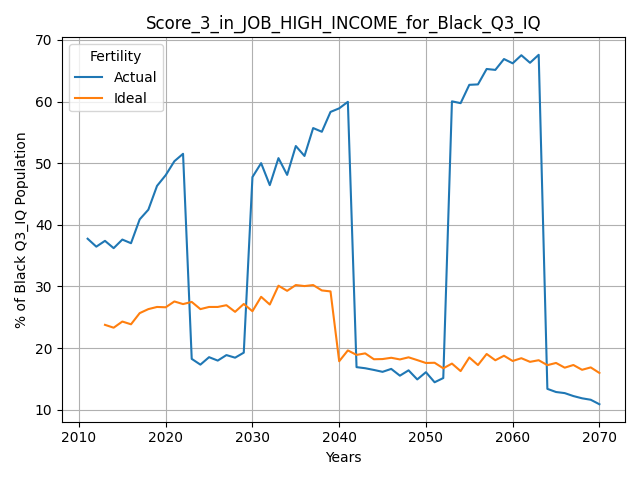 Score_3_in_JOB_HIGH_INCOME_for_Black_Q3_IQ
Fertility
Actual
Ideal
% of Black Q3_IQ Population
70
60
50
40
30
20
10
2010 2020 2030 2040 2050 2060 2070
Years